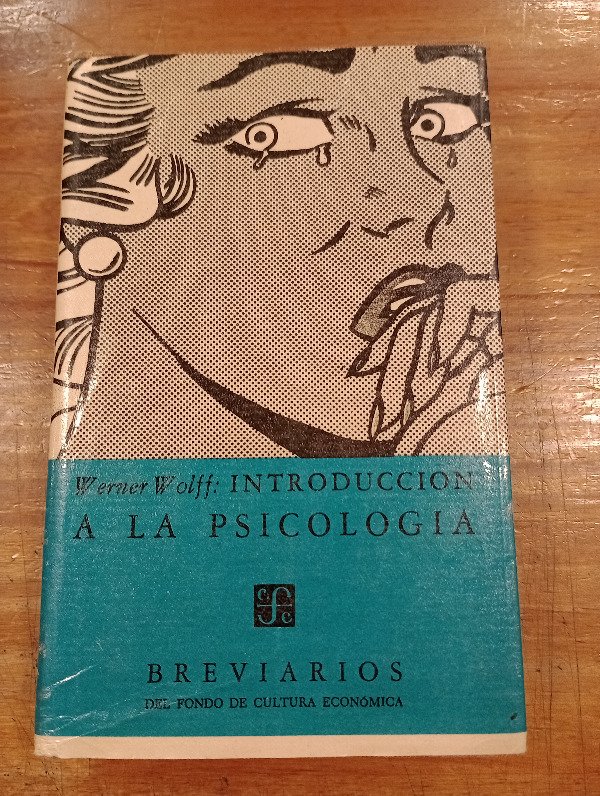 Werner Wolff: INTRODUCCION
A LA PSICOLOGIA
c f c
BREVIARIOS
DEL FONDO DE CULTURA ECONÓMICA